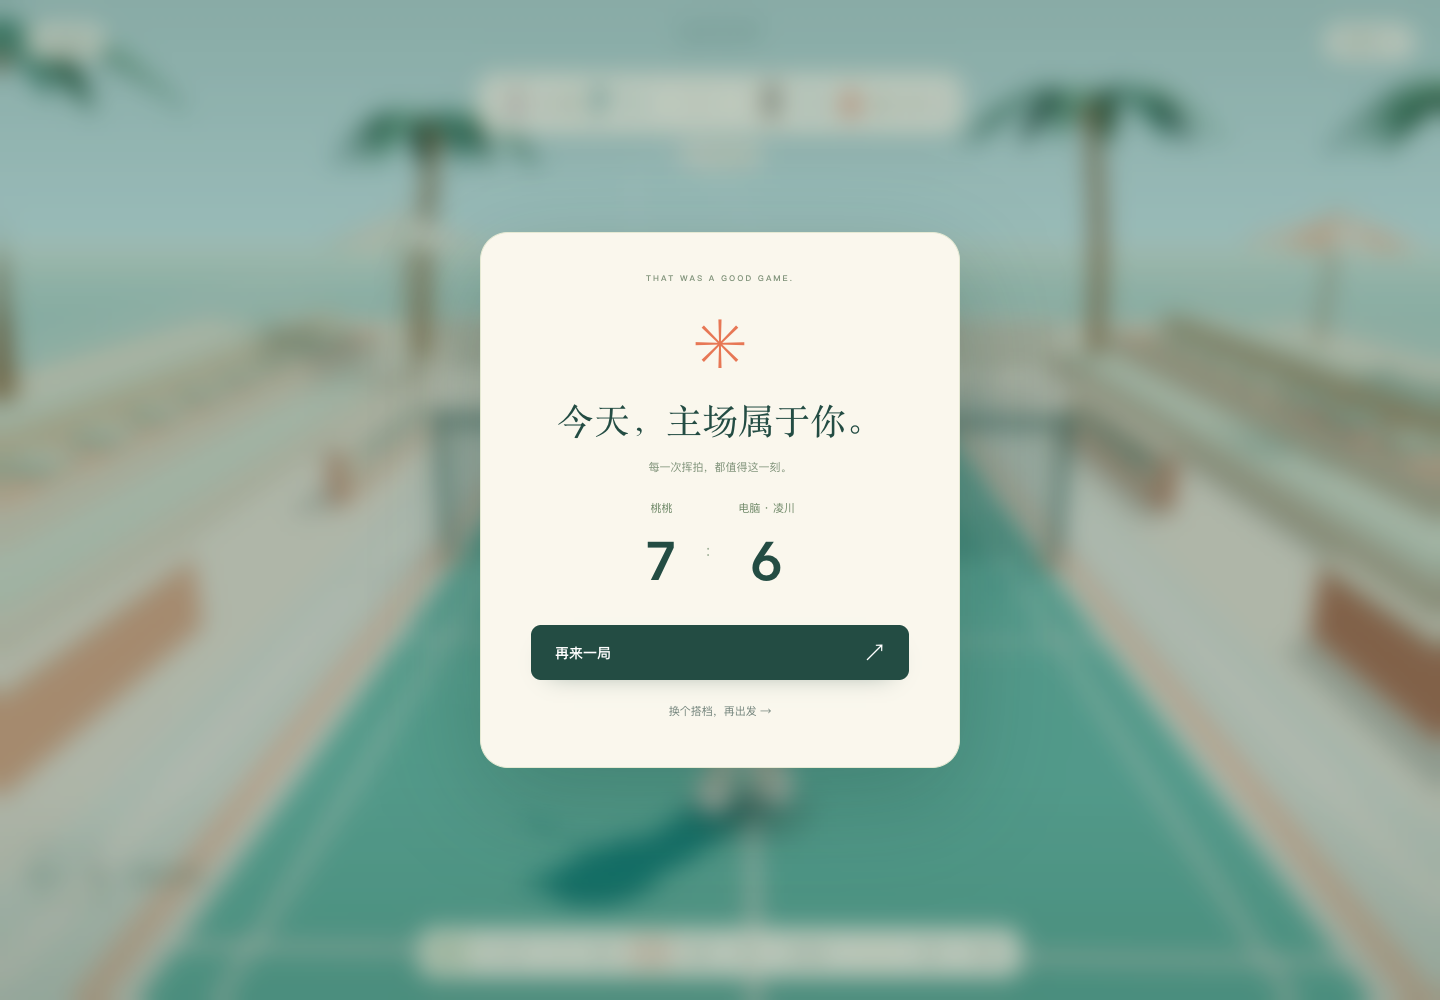 THAT WAS A GOOD GAME.
今天，主场属于你。
每一次挥拍，都值得这一刻。
桃桃
电脑 · 凌川
7 : 6
再来一局 ↗
换个搭档，再出发 →